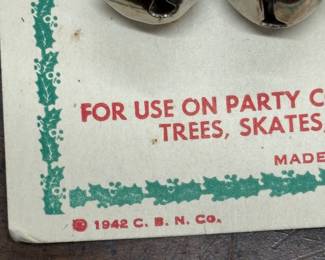 FOR USE ON PARTY
TREES, SKATES,
MADE
© 1942 C. B. N. Co.